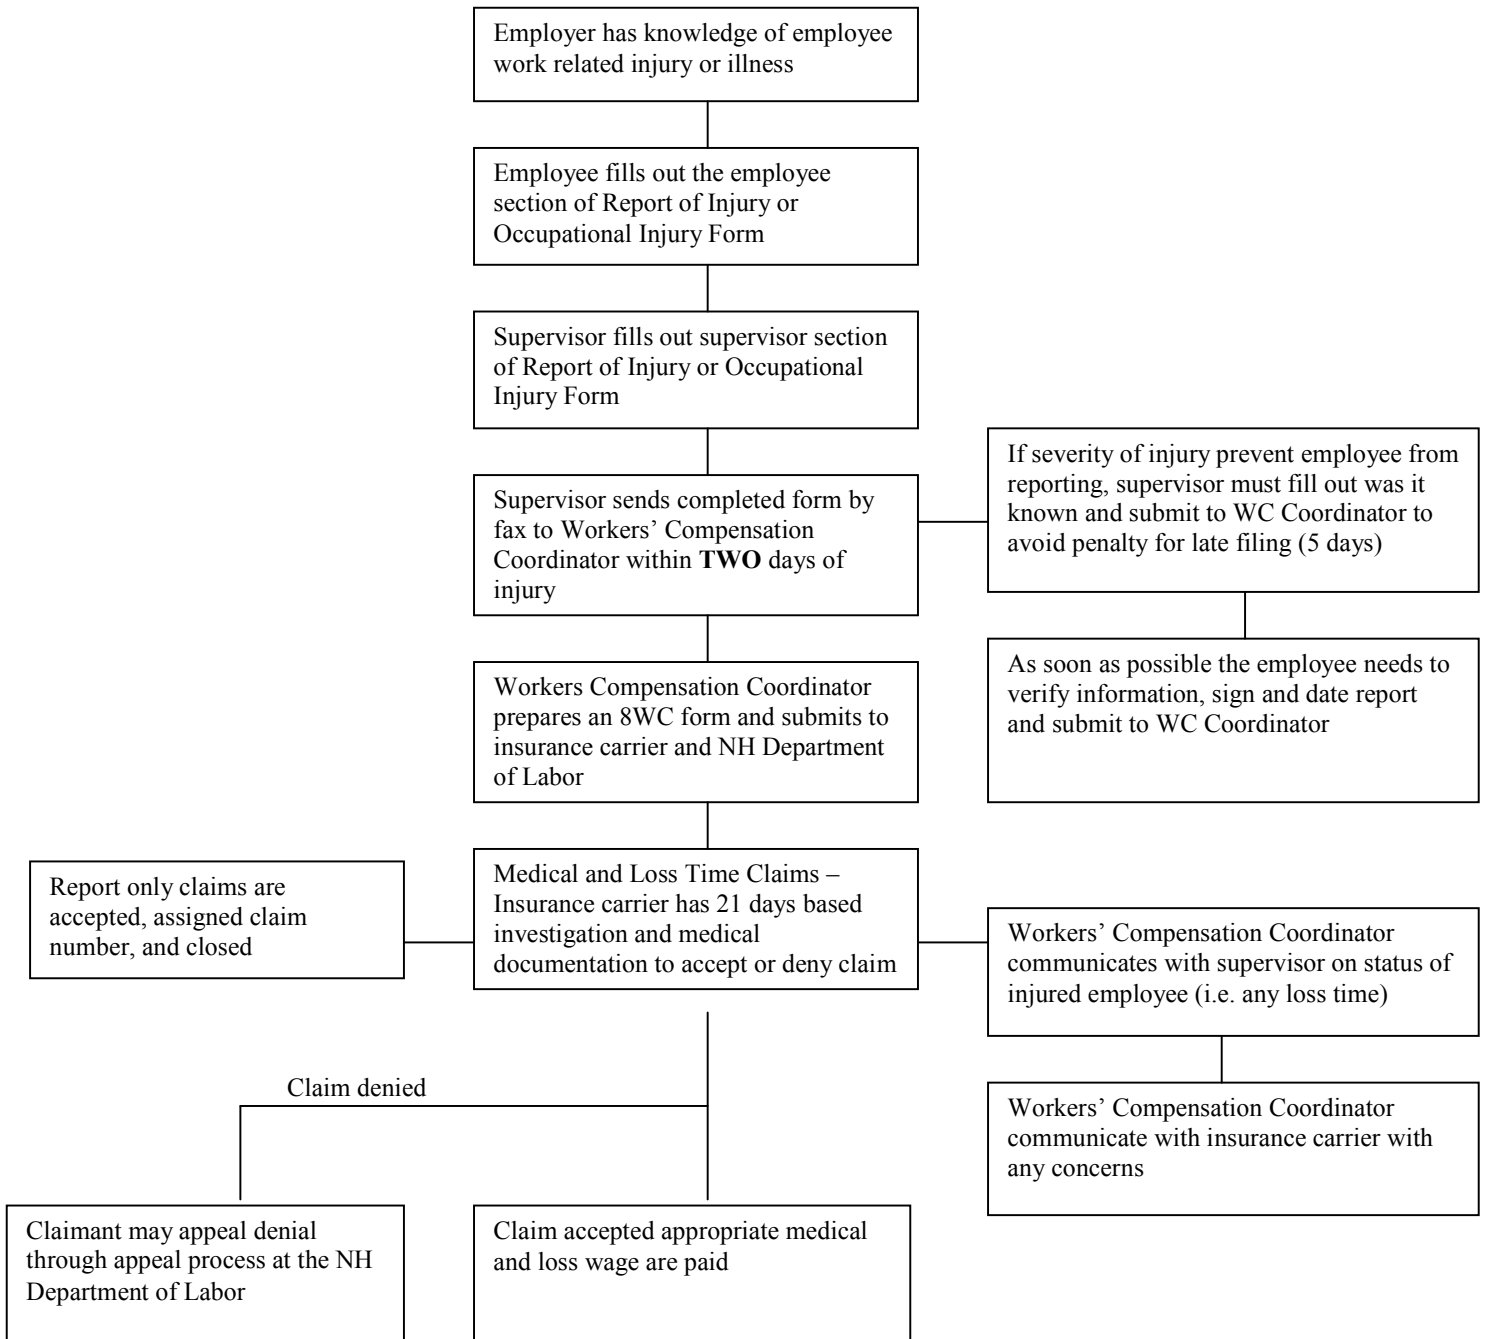 Employer has knowledge of employee
work related injury or illness
Employee fills out the employee
section of Report of Injury or
Occupational Injury Form
Supervisor fills out supervisor section
of Report of Injury or Occupational
Injury Form
Supervisor sends completed form by
fax to Workers’ Compensation
Coordinator within TWO days of
injury
If severity of injury prevent employee from
reporting, supervisor must fill out was it
known and submit to WC Coordinator to
avoid penalty for late filing (5 days)
As soon as possible the employee needs to
verify information, sign and date report
and submit to WC Coordinator
Workers Compensation Coordinator
prepares an 8WC form and submits to
insurance carrier and NH Department
of Labor
Report only claims are
accepted, assigned claim
number, and closed
Medical and Loss Time Claims –
Insurance carrier has 21 days based
investigation and medical
documentation to accept or deny claim
Workers’ Compensation Coordinator
communicates with supervisor on status of
injured employee (i.e. any loss time)
Workers’ Compensation Coordinator
communicate with insurance carrier with
any concerns
Claim denied
Claimant may appeal denial
through appeal process at the NH
Department of Labor
Claim accepted appropriate medical
and loss wage are paid